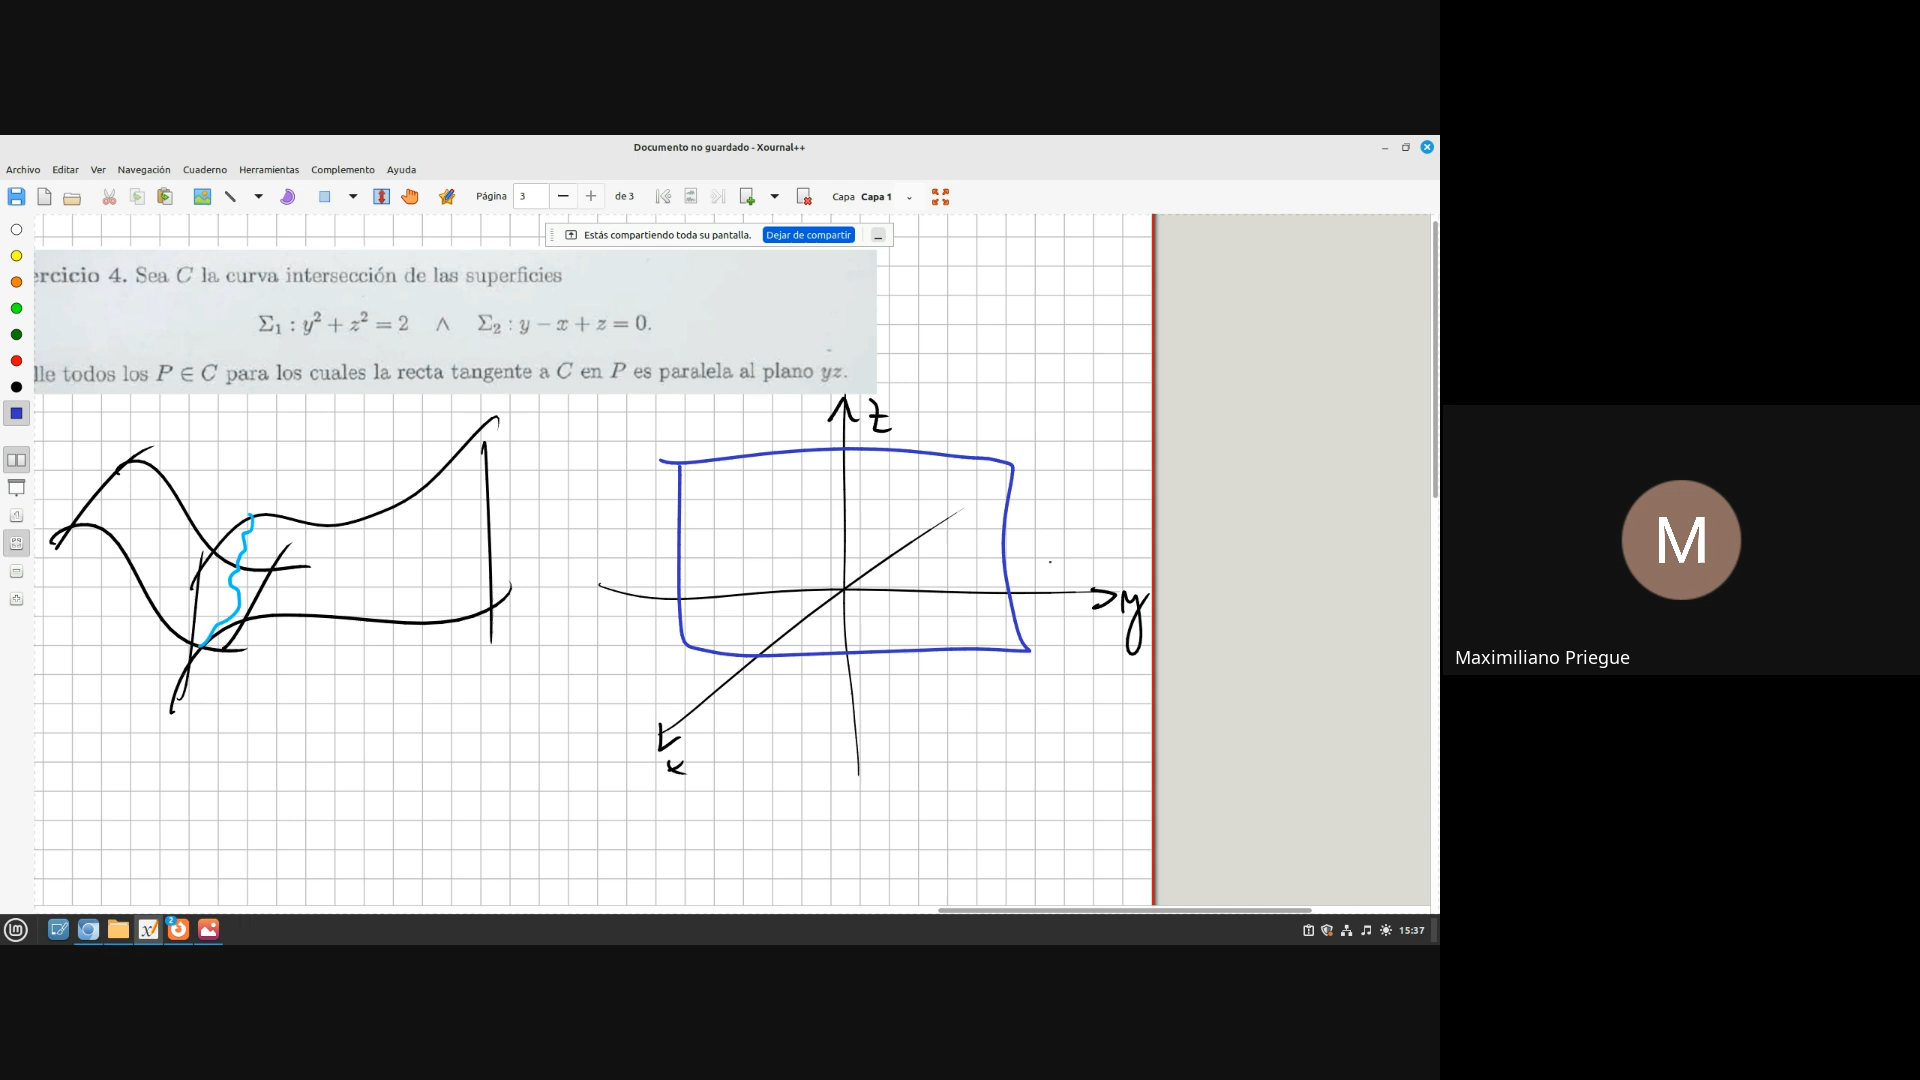 Documento no guardado - Xournal++
Archivo Editar Ver Navegación Cuaderno Herramientas Complemento Ayuda
Página 3 de 3 Capa Capa 1
Estás compartiendo toda su pantalla. Dejar de compartir
ercicio 4. Sea C la curva intersección de las superficies
Σ₁ : y² + z² = 2 ∧ Σ₂ : y − x + z = 0.
lle todos los P ∈ C para los cuales la recta tangente a C en P es paralela al plano yz.
z
y
x
M
Maximiliano Priegue
2
15:37